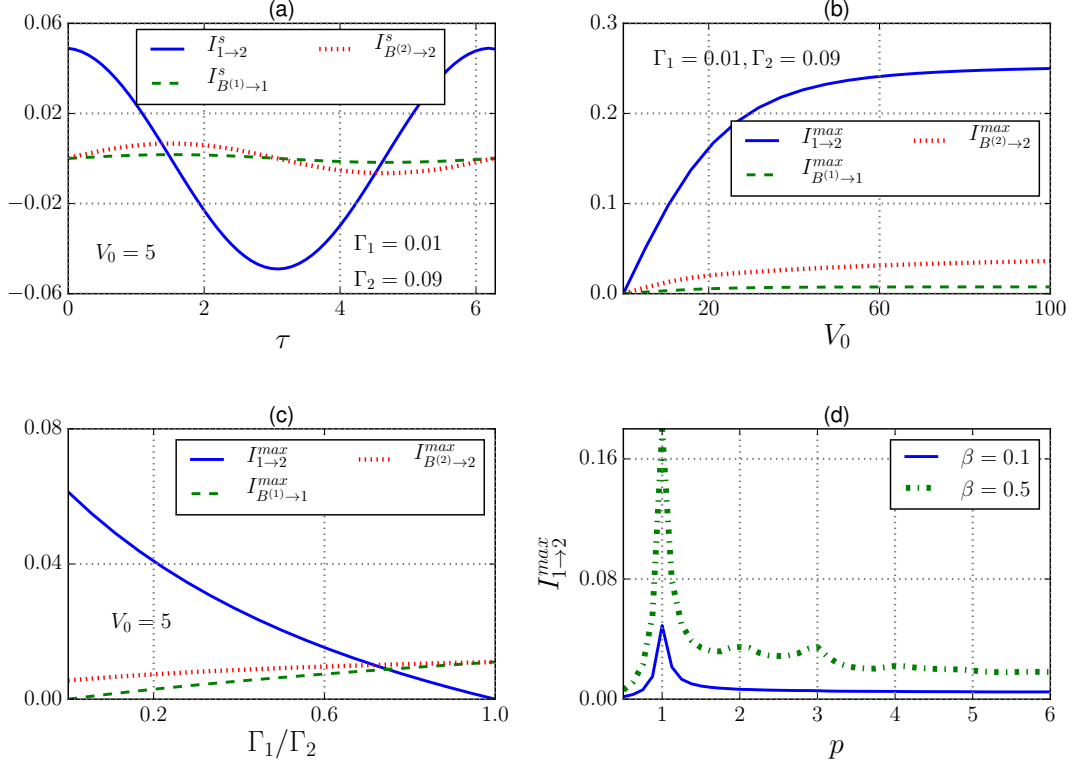 (a)
0.06
0.02
−0.02
−0.06
I^s_{1→2}
I^s_{B^{(2)}→2}
I^s_{B^{(1)}→1}
V_0 = 5
Γ_1 = 0.01
Γ_2 = 0.09
0 2 4 6
τ
(b)
0.3
0.2
0.1
0.0
Γ_1 = 0.01, Γ_2 = 0.09
I^{max}_{1→2}
I^{max}_{B^{(2)}→2}
I^{max}_{B^{(1)}→1}
20 60 100
V_0
(c)
0.08
0.04
0.00
I^{max}_{1→2}
I^{max}_{B^{(2)}→2}
I^{max}_{B^{(1)}→1}
V_0 = 5
0.2 0.6 1.0
Γ_1/Γ_2
(d)
0.16
0.08
0.00
I^{max}_{1→2}
β = 0.1
β = 0.5
1 2 3 4 5 6
p